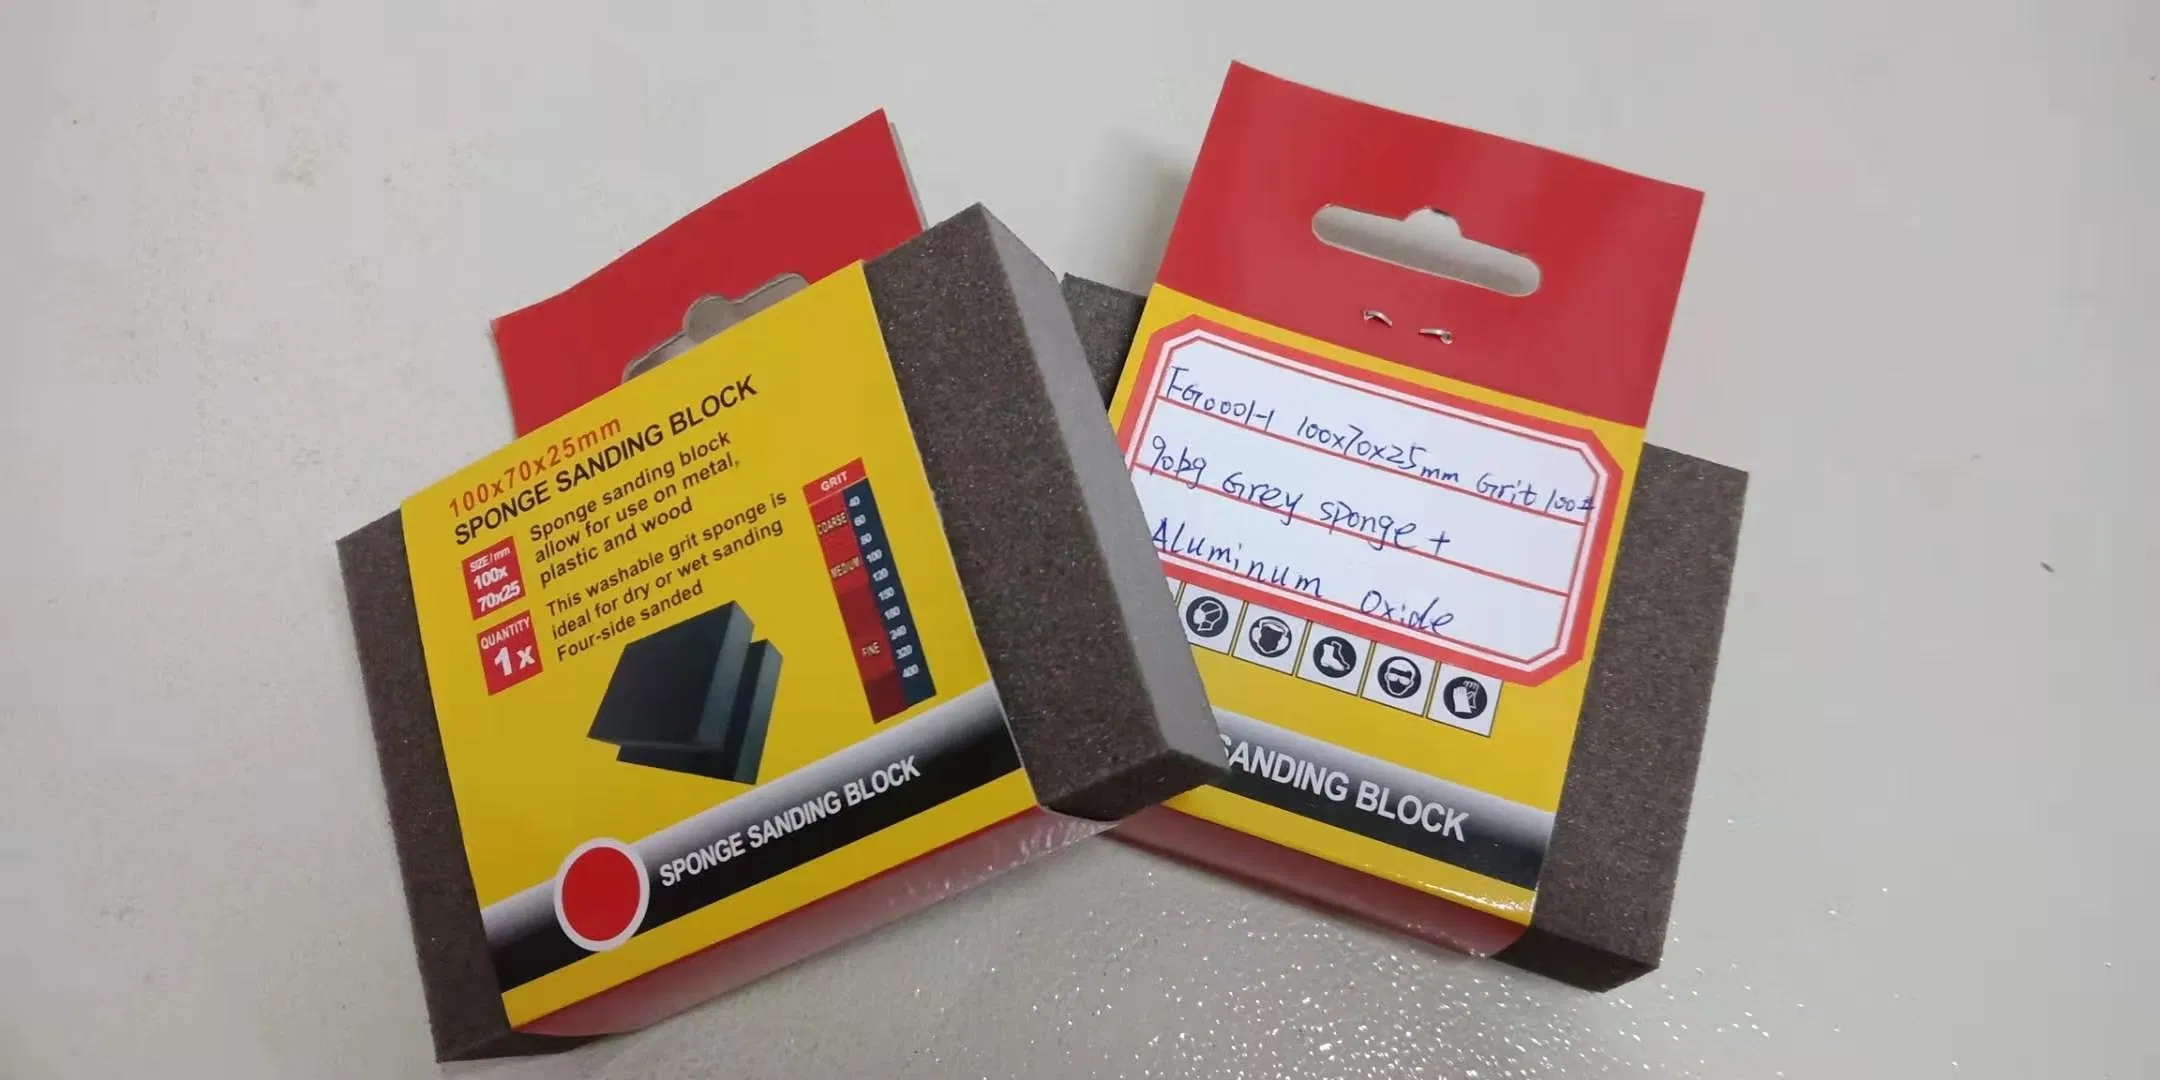 100x70x25mm
SPONGE SANDING BLOCK
SIZE/mm
100x
70x25
QUANTITY
1x
Sponge sanding block
allow for use on metal,
plastic and wood
This washable grit sponge is
ideal for dry or wet sanding
Four-side sanded
GRIT
COARSE
MEDIUM
FINE
40
60
80
100
120
150
180
240
320
400
SPONGE SANDING BLOCK
FG0001-1 100x70x25mm Grit 100#
90kg Grey sponge +
Aluminum Oxide
SANDING BLOCK